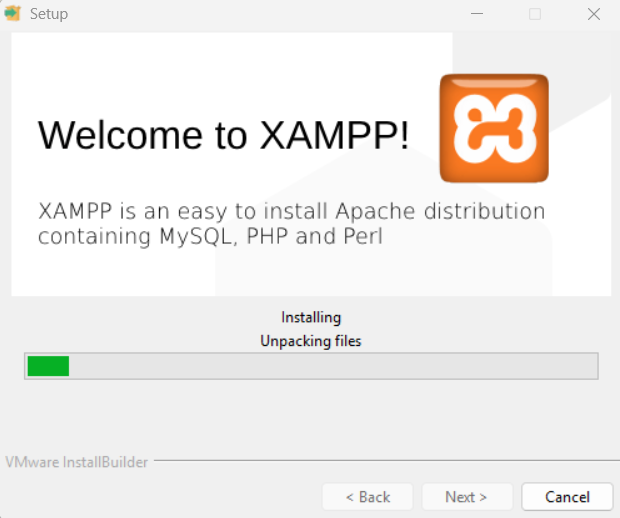 Setup
Welcome to XAMPP!
XAMPP is an easy to install Apache distribution
containing MySQL, PHP and Perl
Installing
Unpacking files
VMware InstallBuilder
< Back
Next >
Cancel